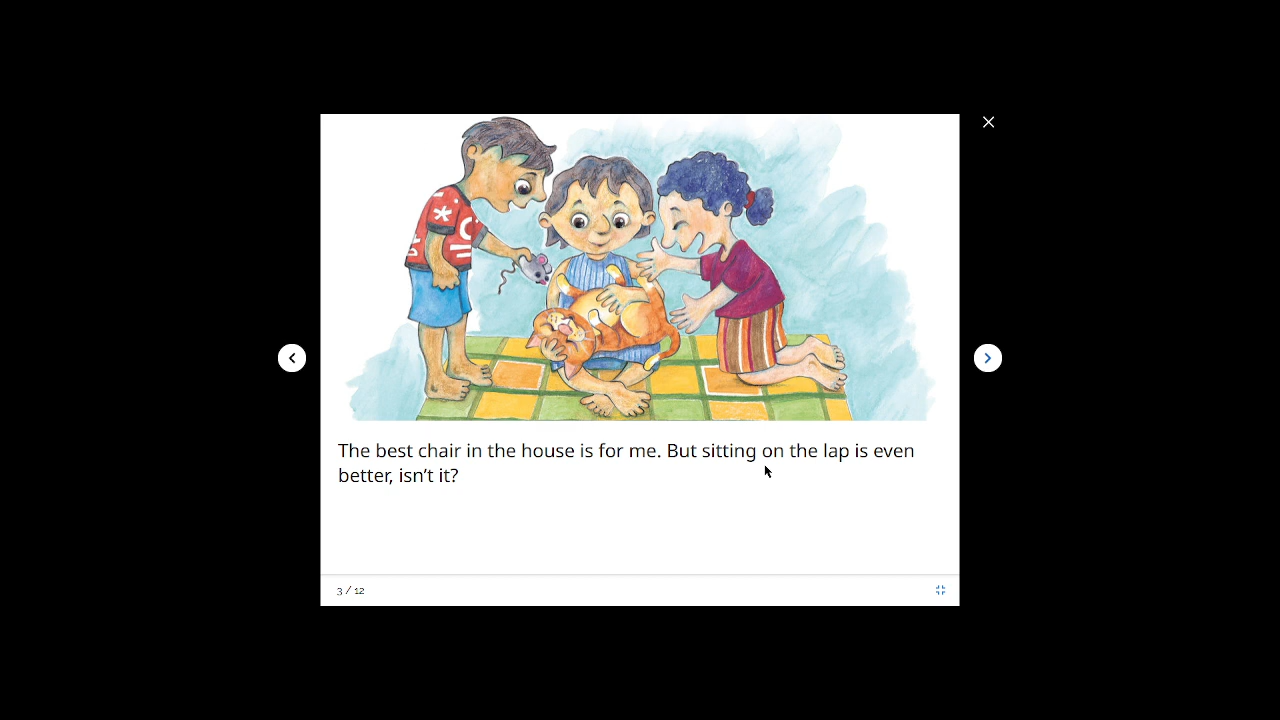 The best chair in the house is for me. But sitting on the lap is even
better, isn’t it?
3 / 12